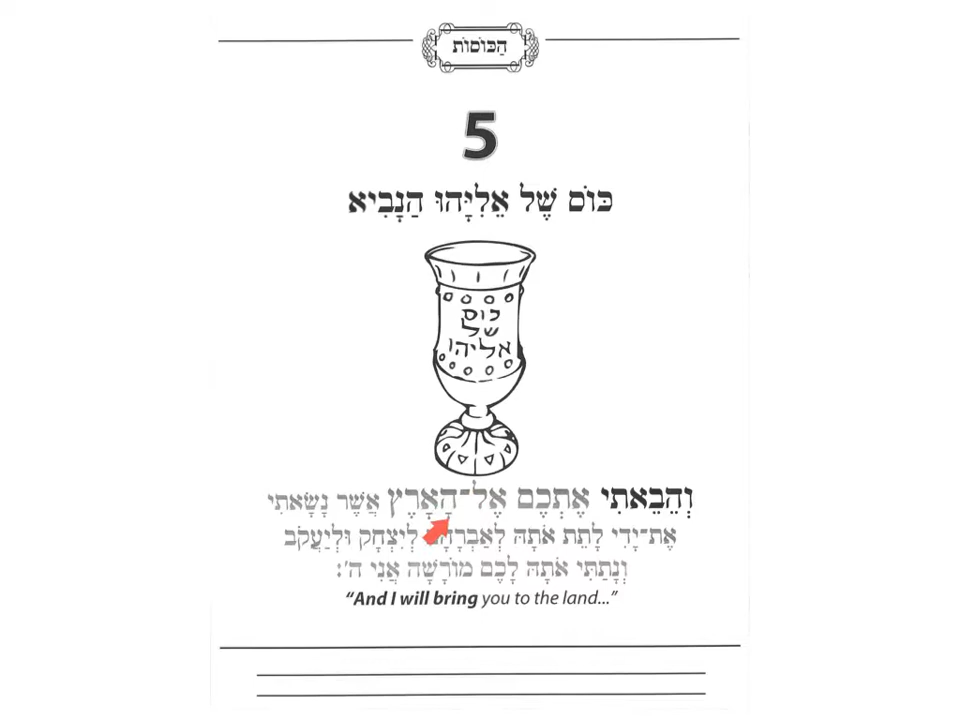 הַכּוֹסוֹת
5
כּוֹס שֶׁל אֵלִיָּהוּ הַנָּבִיא
כוס
של
אליהו
וְהֵבֵאתִי אֶתְכֶם אֶל־הָאָרֶץ אֲשֶׁר נָשָׂאתִי
אֶת־יָדִי לָתֵת אֹתָהּ לְאַבְרָהָם לְיִצְחָק וּלְיַעֲקֹב
וְנָתַתִּי אֹתָהּ לָכֶם מוֹרָשָׁה אֲנִי ה':
“And I will bring you to the land...”